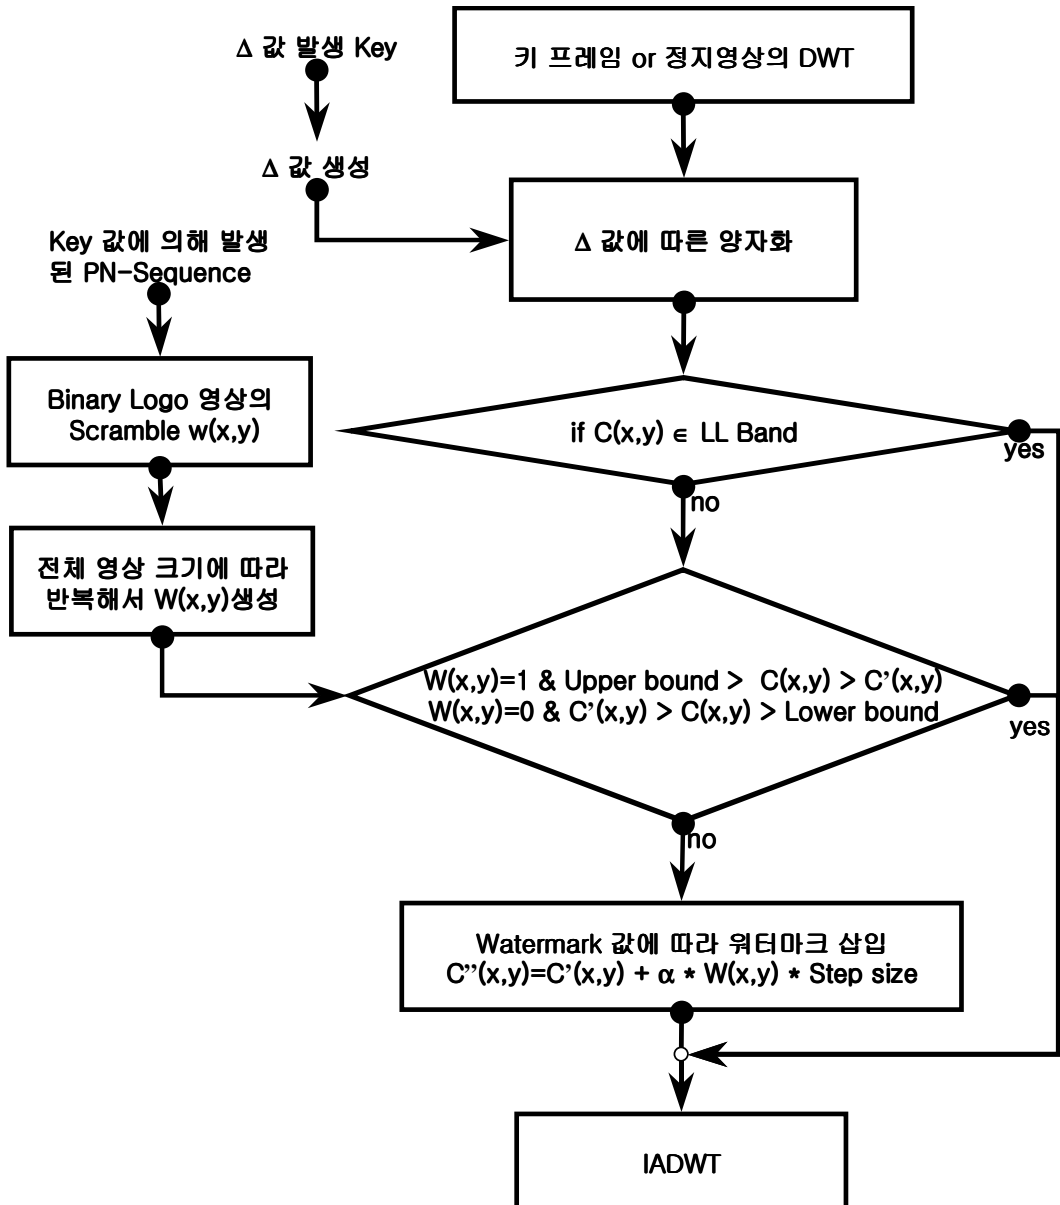 Δ 값 발생 Key
키 프레임 or 정지영상의 DWT
Δ 값 생성
Δ 값에 따른 양자화
Key 값에 의해 발생
된 PN-Sequence
Binary Logo 영상의
Scramble w(x,y)
if C(x,y) ∈ LL Band
yes
no
전체 영상 크기에 따라
반복해서 W(x,y)생성
W(x,y)=1 & Upper bound > C(x,y) > C’(x,y)
W(x,y)=0 & C’(x,y) > C(x,y) > Lower bound
yes
no
Watermark 값에 따라 워터마크 삽입
C”(x,y)=C’(x,y) + α * W(x,y) * Step size
IADWT